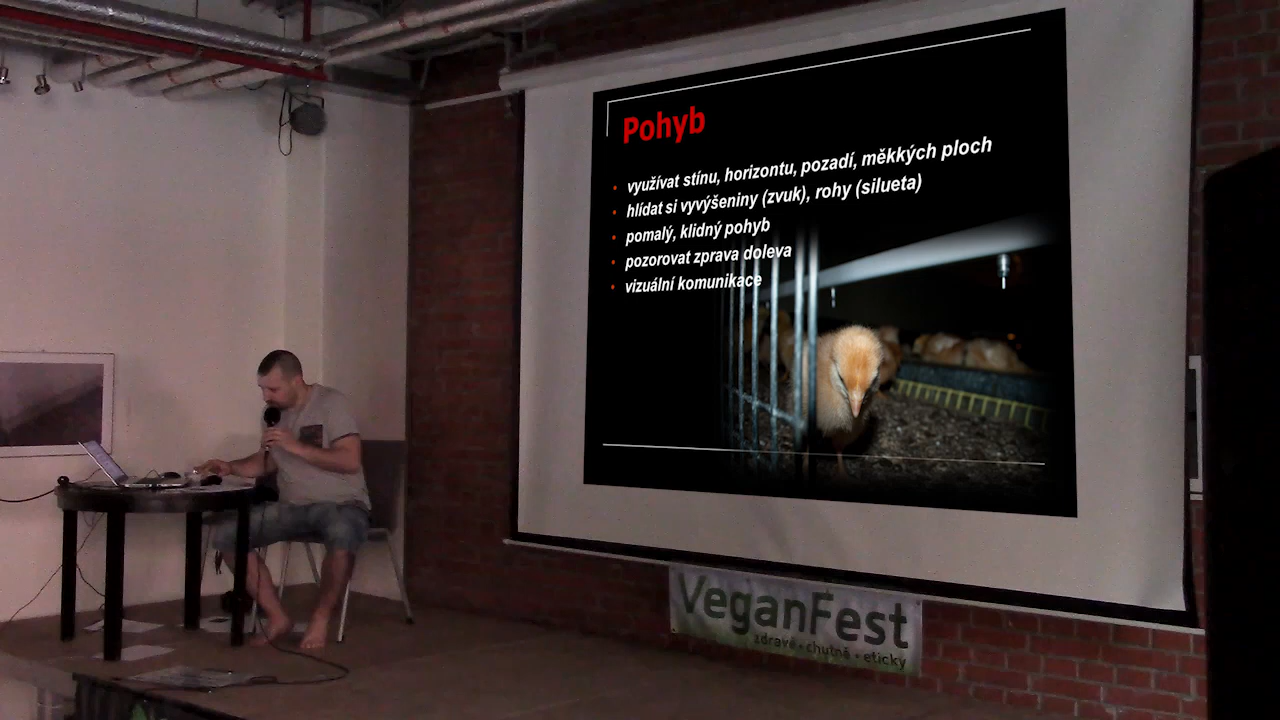 Pohyb
využívat stínu, horizontu, pozadí, měkkých ploch
hlídat si vyvýšeniny (zvuk), rohy (silueta)
pomalý, klidný pohyb
pozorovat zprava doleva
vizuální komunikace
VeganFest
zdravě • chutně • eticky